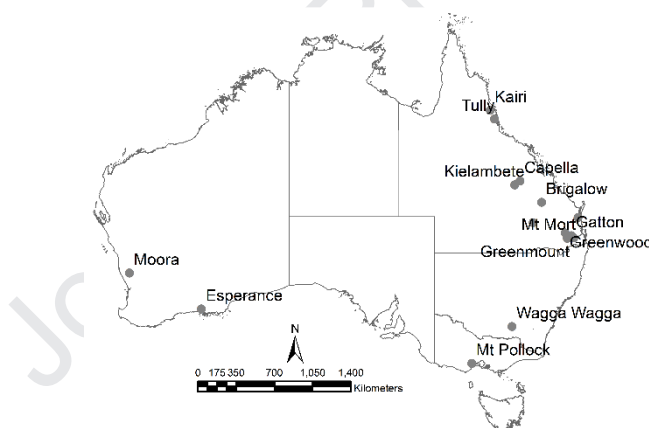 Tully Kairi
Kielambete Capella
Brigalow
Mt Mort Gatton
Greenmount Greenwood
Moora
Esperance
Wagga Wagga
N
Mt Pollock
0 175 350 700 1,050 1,400
Kilometers